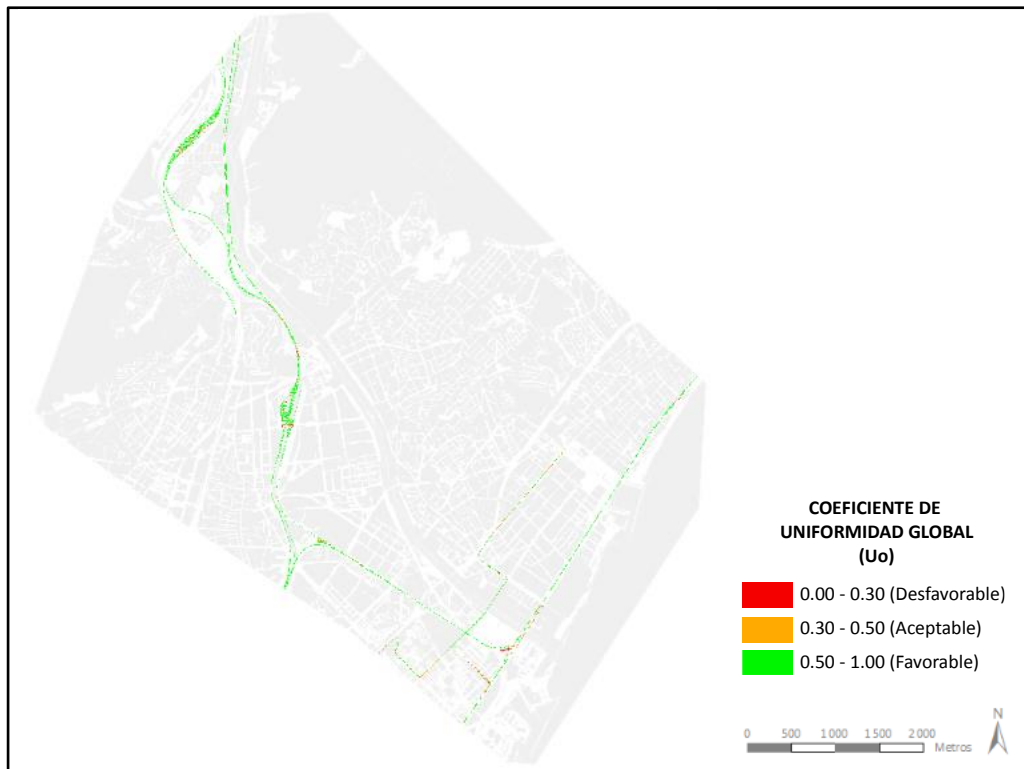 COEFICIENTE DE
UNIFORMIDAD GLOBAL
(Uo)
0.00 - 0.30 (Desfavorable)
0.30 - 0.50 (Aceptable)
0.50 - 1.00 (Favorable)
N
0 500 1 000 1 500 2 000
Metros